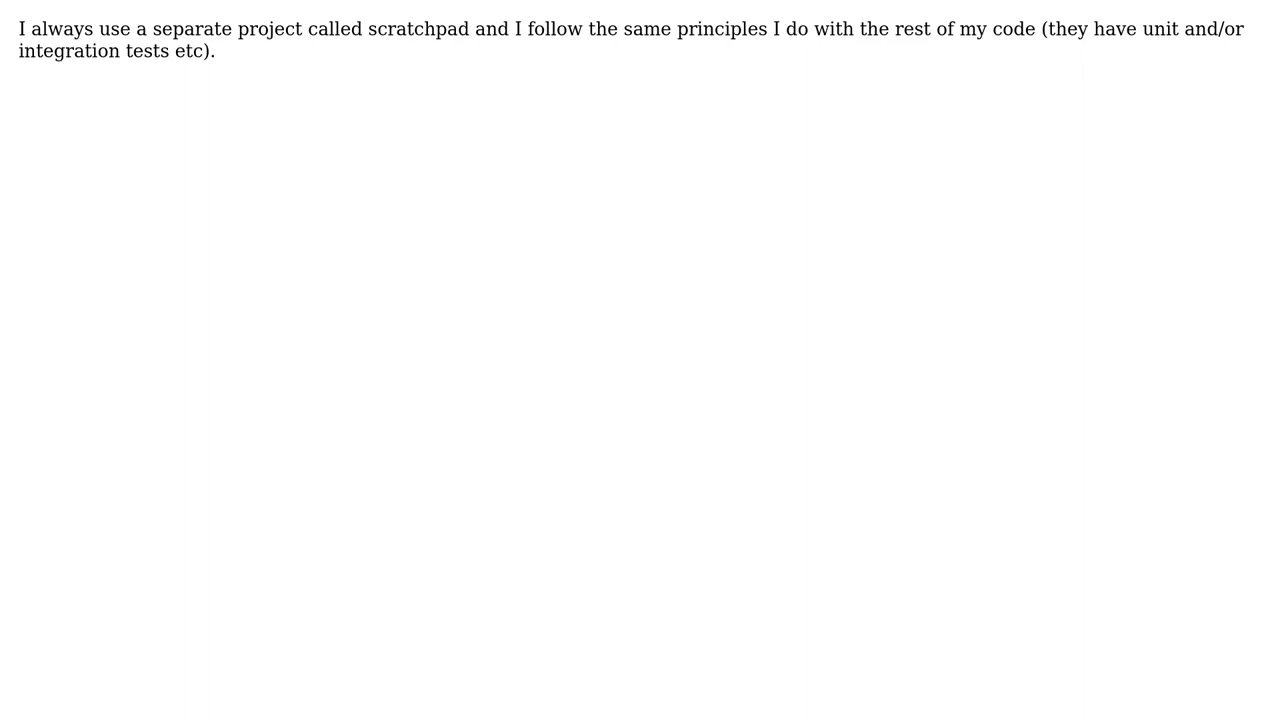 I always use a separate project called scratchpad and I follow the same principles I do with the rest of my code (they have unit and/or
integration tests etc).